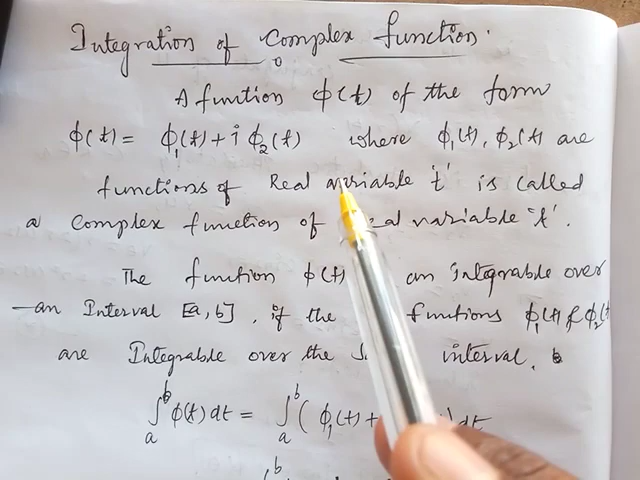 Integration of Complex function.
A function ϕ(t) of the form
ϕ(t) = ϕ₁(t) + i ϕ₂(t) where ϕ₁(t), ϕ₂(t) are
functions of Real variable 't' is called
a Complex function of variable 't'.
The function ϕ(t) an integrable over
an Interval [a, b], if the functions ϕ₁(t) & ϕ₂(t)
are Integrable over the interval.
∫ₐᵇ ϕ(t) dt = ∫ₐᵇ ( ϕ₁(t) + ) dt